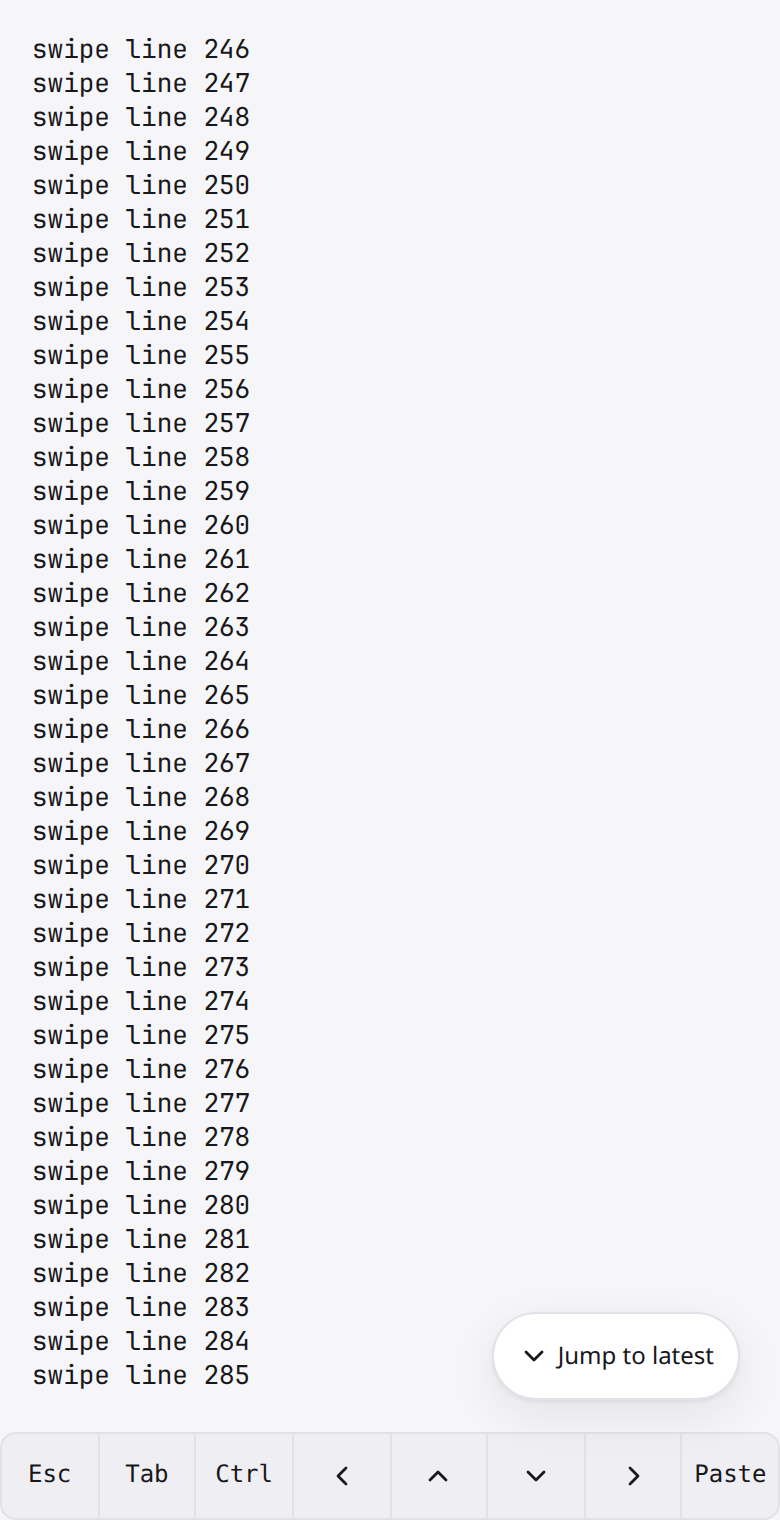 swipe line 246
swipe line 247
swipe line 248
swipe line 249
swipe line 250
swipe line 251
swipe line 252
swipe line 253
swipe line 254
swipe line 255
swipe line 256
swipe line 257
swipe line 258
swipe line 259
swipe line 260
swipe line 261
swipe line 262
swipe line 263
swipe line 264
swipe line 265
swipe line 266
swipe line 267
swipe line 268
swipe line 269
swipe line 270
swipe line 271
swipe line 272
swipe line 273
swipe line 274
swipe line 275
swipe line 276
swipe line 277
swipe line 278
swipe line 279
swipe line 280
swipe line 281
swipe line 282
swipe line 283
swipe line 284
swipe line 285
Jump to latest
Esc Tab Ctrl Paste